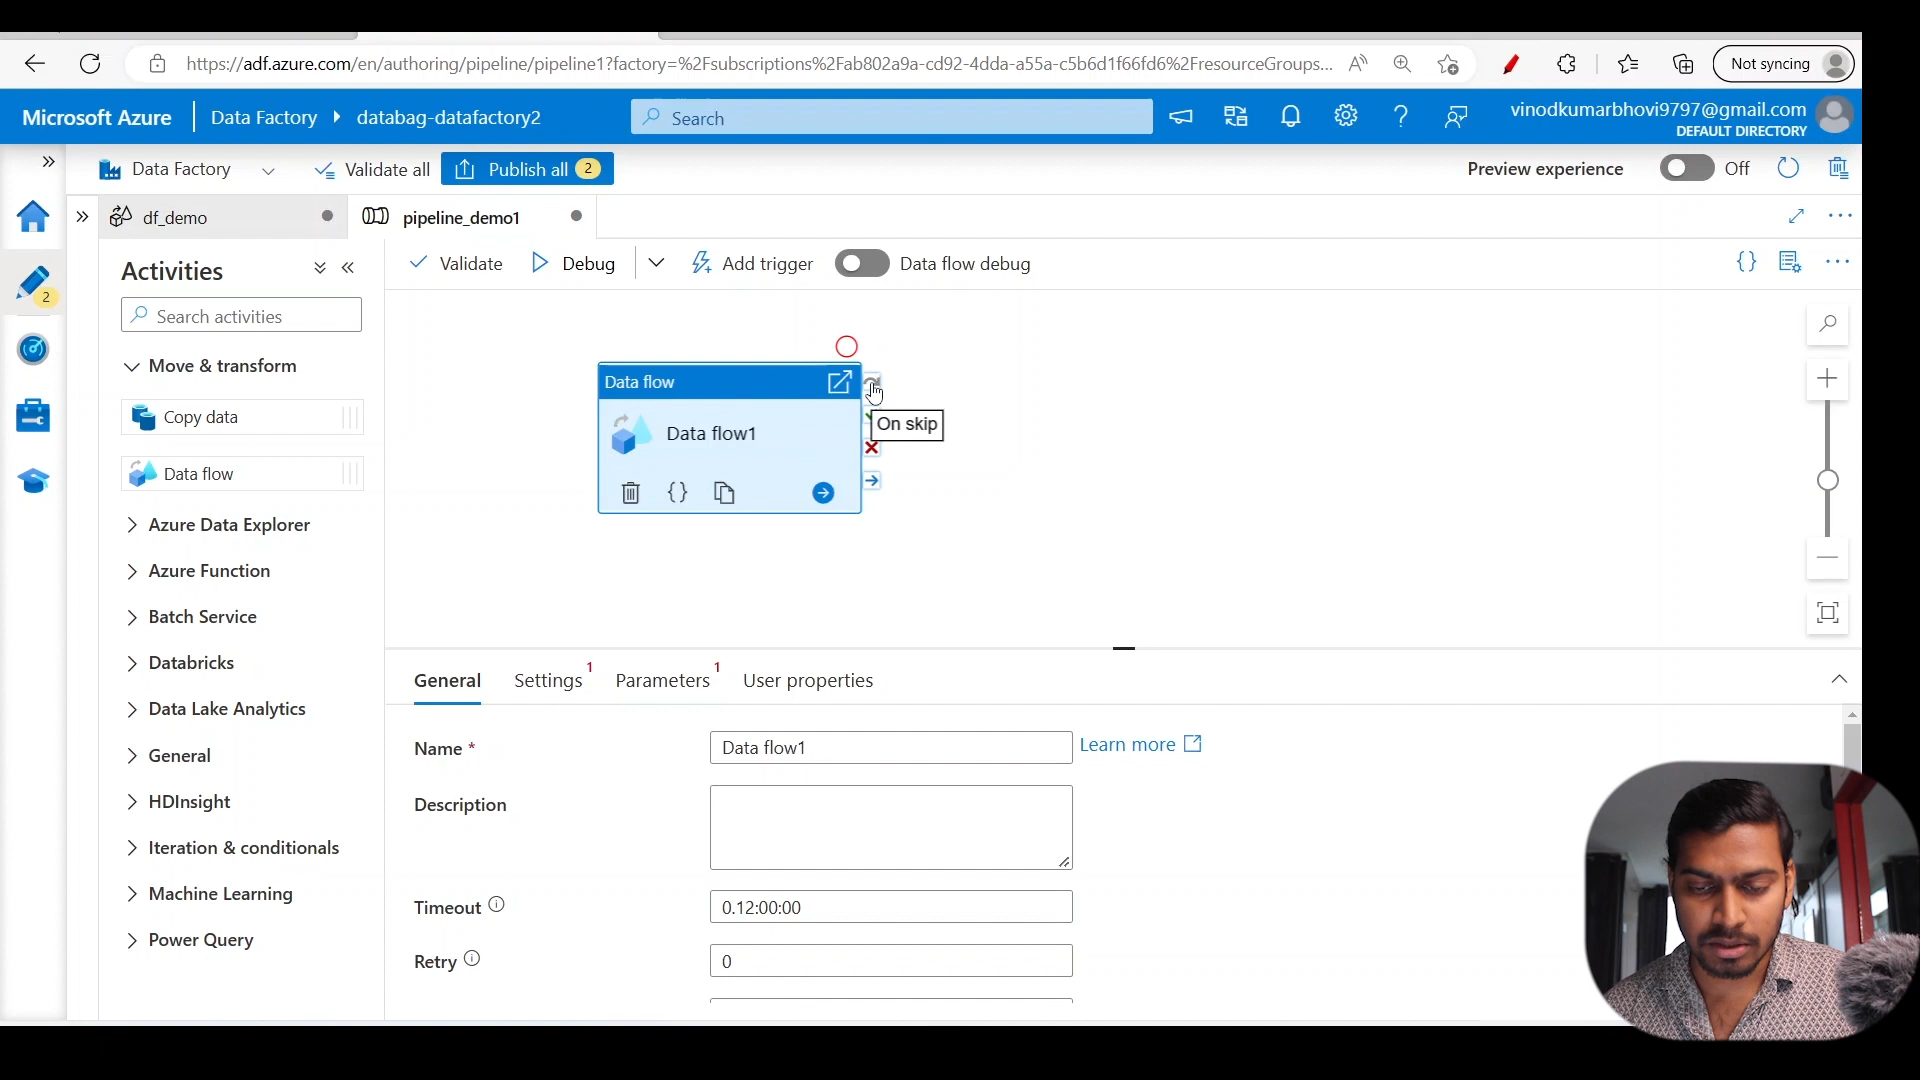 https://adf.azure.com/en/authoring/pipeline/pipeline1?factory=%2Fsubscriptions%2Fab802a9a-cd92-4dda-a55a-c5b6d1f66fd6%2FresourceGroups...
Not syncing
Microsoft Azure
Data Factory
databag-datafactory2
Search
vinodkumarbhovi9797@gmail.com
DEFAULT DIRECTORY
Data Factory
Validate all
Publish all
2
Preview experience
Off
df_demo
pipeline_demo1
Activities
Validate
Debug
Add trigger
Data flow debug
2
Search activities
Move & transform
Copy data
Data flow
Azure Data Explorer
Azure Function
Batch Service
Databricks
Data Lake Analytics
General
HDInsight
Iteration & conditionals
Machine Learning
Power Query
Data flow
Data flow1
On skip
General
Settings 1
Parameters 1
User properties
Name *
Data flow1
Learn more
Description
Timeout
0.12:00:00
Retry
0